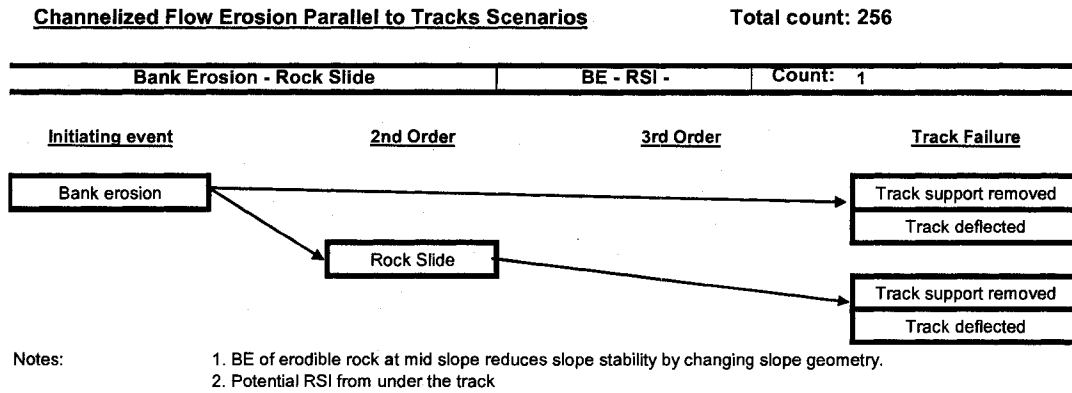 Channelized Flow Erosion Parallel to Tracks Scenarios Total count: 256
Bank Erosion - Rock Slide BE - RSI - Count: 1
Initiating event 2nd Order 3rd Order Track Failure
Bank erosion Track support removed
Track deflected
Rock Slide
Track support removed
Track deflected
Notes: 1. BE of erodible rock at mid slope reduces slope stability by changing slope geometry.
2. Potential RSI from under the track